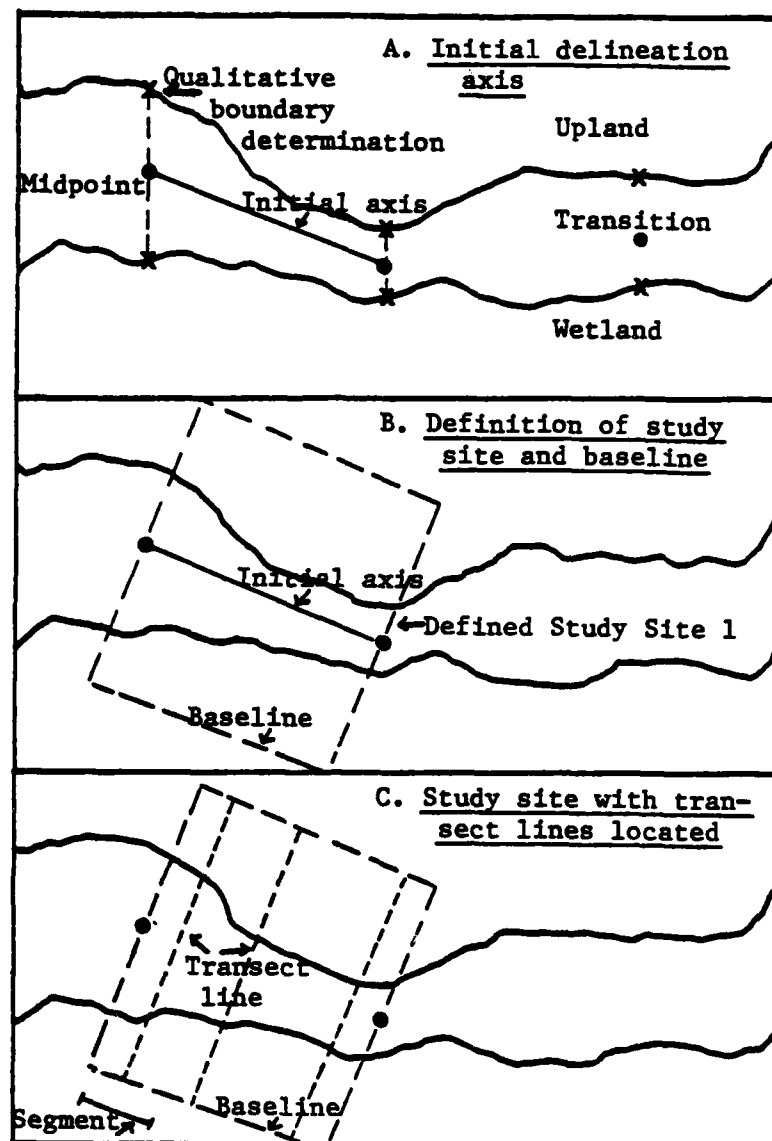 A. Initial delineation
axis
Qualitative
boundary
determination
Upland
Midpoint
Initial axis
Transition
Wetland
B. Definition of study
site and baseline
Initial axis
Defined Study Site 1
Baseline
C. Study site with tran-
sect lines located
Transect
line
Baseline
Segment